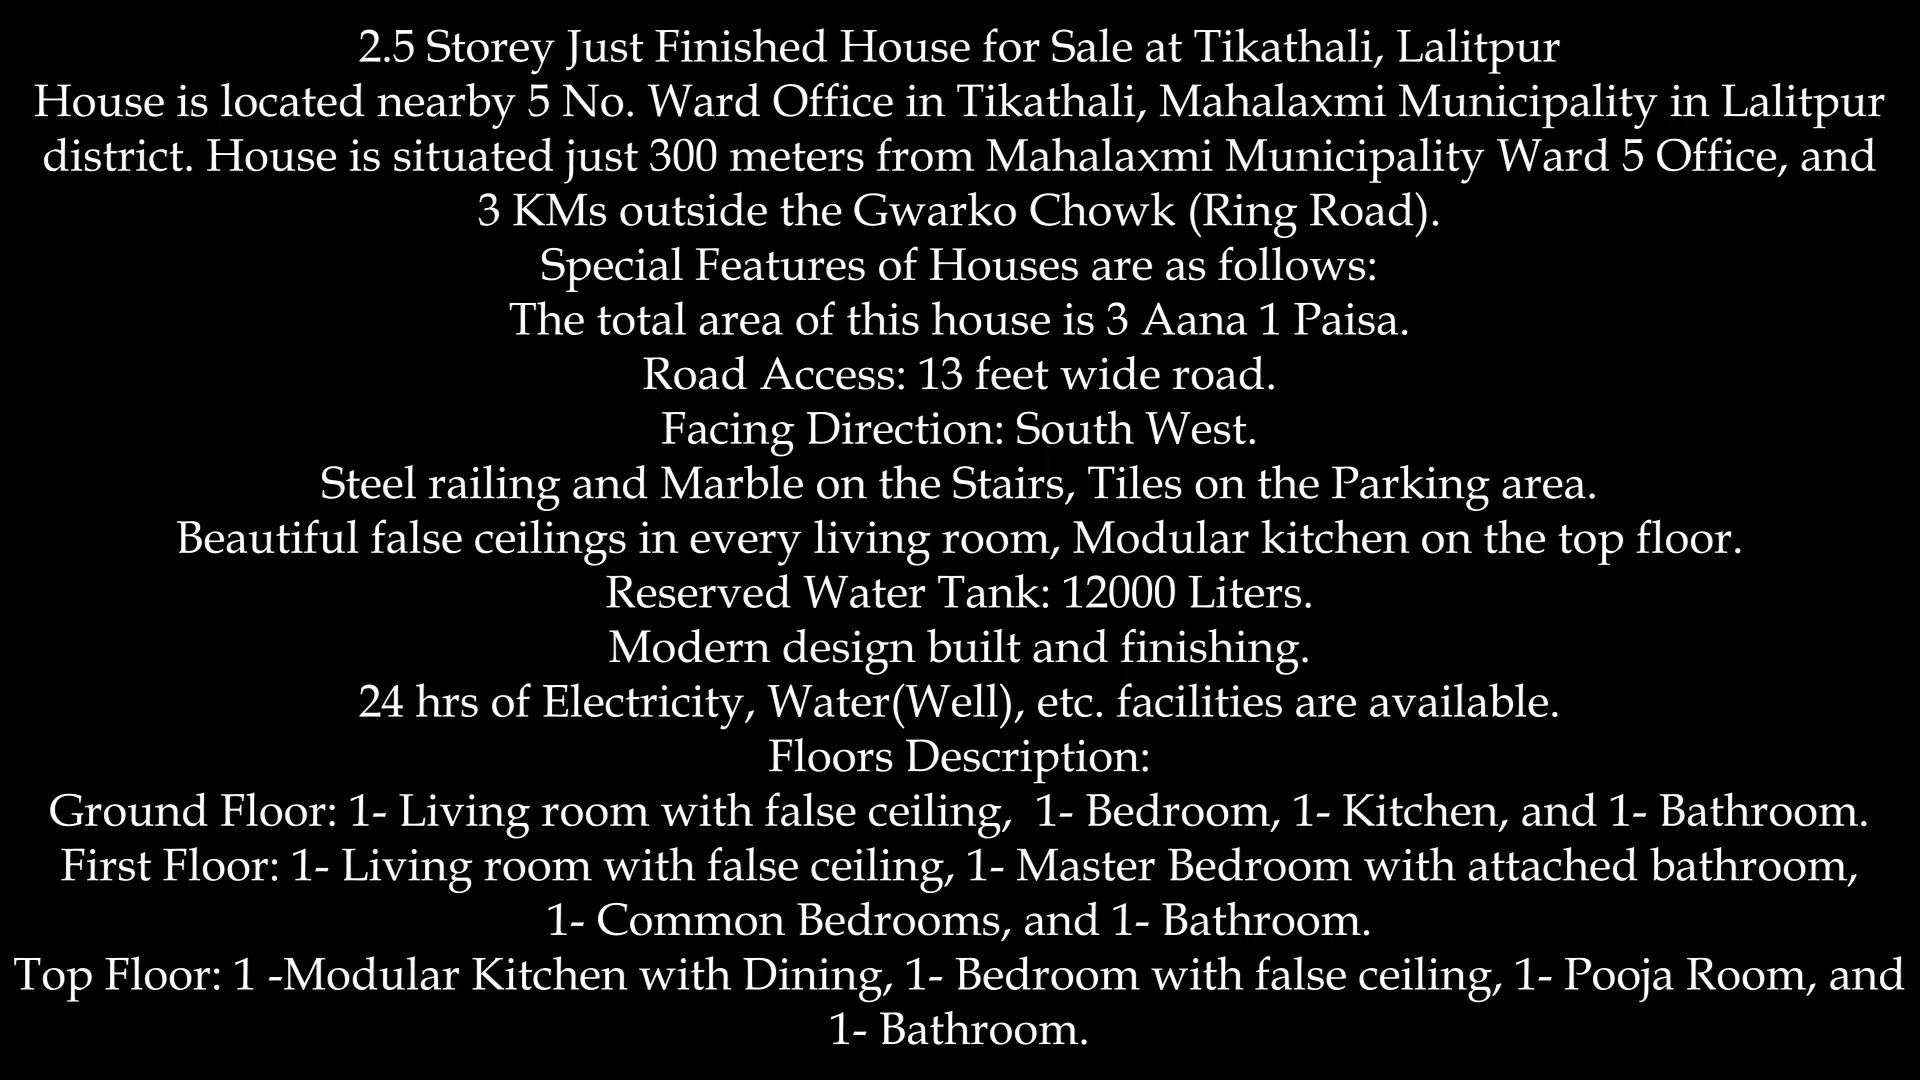 2.5 Storey Just Finished House for Sale at Tikathali, Lalitpur
House is located nearby 5 No. Ward Office in Tikathali, Mahalaxmi Municipality in Lalitpur
district. House is situated just 300 meters from Mahalaxmi Municipality Ward 5 Office, and
3 KMs outside the Gwarko Chowk (Ring Road).
Special Features of Houses are as follows:
The total area of this house is 3 Aana 1 Paisa.
Road Access: 13 feet wide road.
Facing Direction: South West.
Steel railing and Marble on the Stairs, Tiles on the Parking area.
Beautiful false ceilings in every living room, Modular kitchen on the top floor.
Reserved Water Tank: 12000 Liters.
Modern design built and finishing.
24 hrs of Electricity, Water(Well), etc. facilities are available.
Floors Description:
Ground Floor: 1- Living room with false ceiling,  1- Bedroom, 1- Kitchen, and 1- Bathroom.
First Floor: 1- Living room with false ceiling, 1- Master Bedroom with attached bathroom,
1- Common Bedrooms, and 1- Bathroom.
Top Floor: 1 -Modular Kitchen with Dining, 1- Bedroom with false ceiling, 1- Pooja Room, and
1- Bathroom.